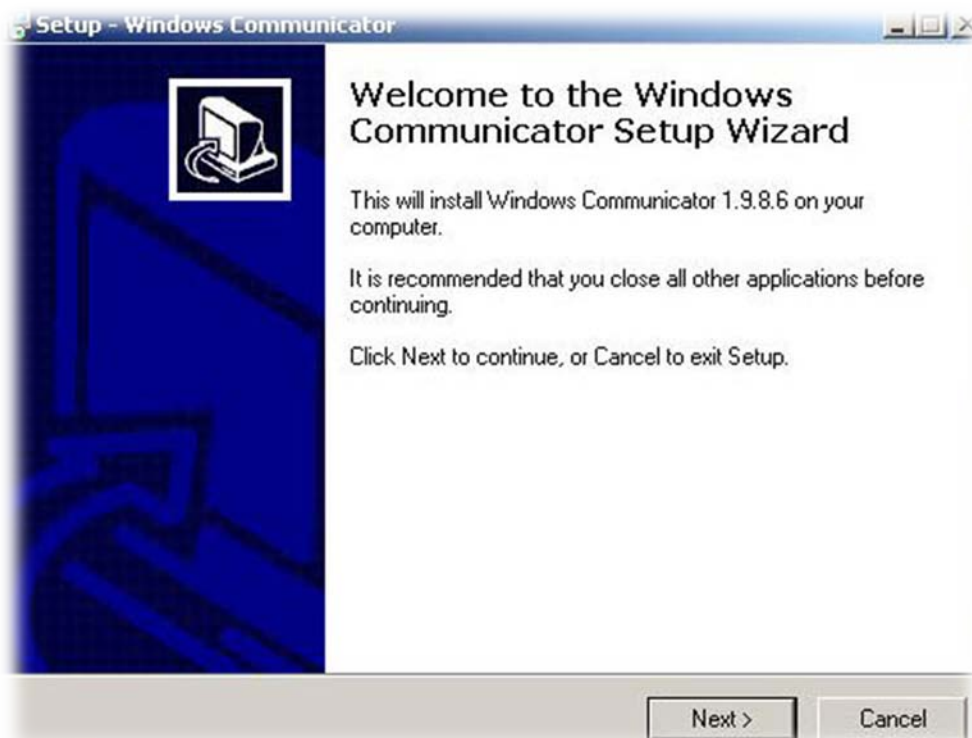 Setup - Windows Communicator
Welcome to the Windows
Communicator Setup Wizard
This will install Windows Communicator 1.9.8.6 on your
computer.
It is recommended that you close all other applications before
continuing.
Click Next to continue, or Cancel to exit Setup.
Next >
Cancel